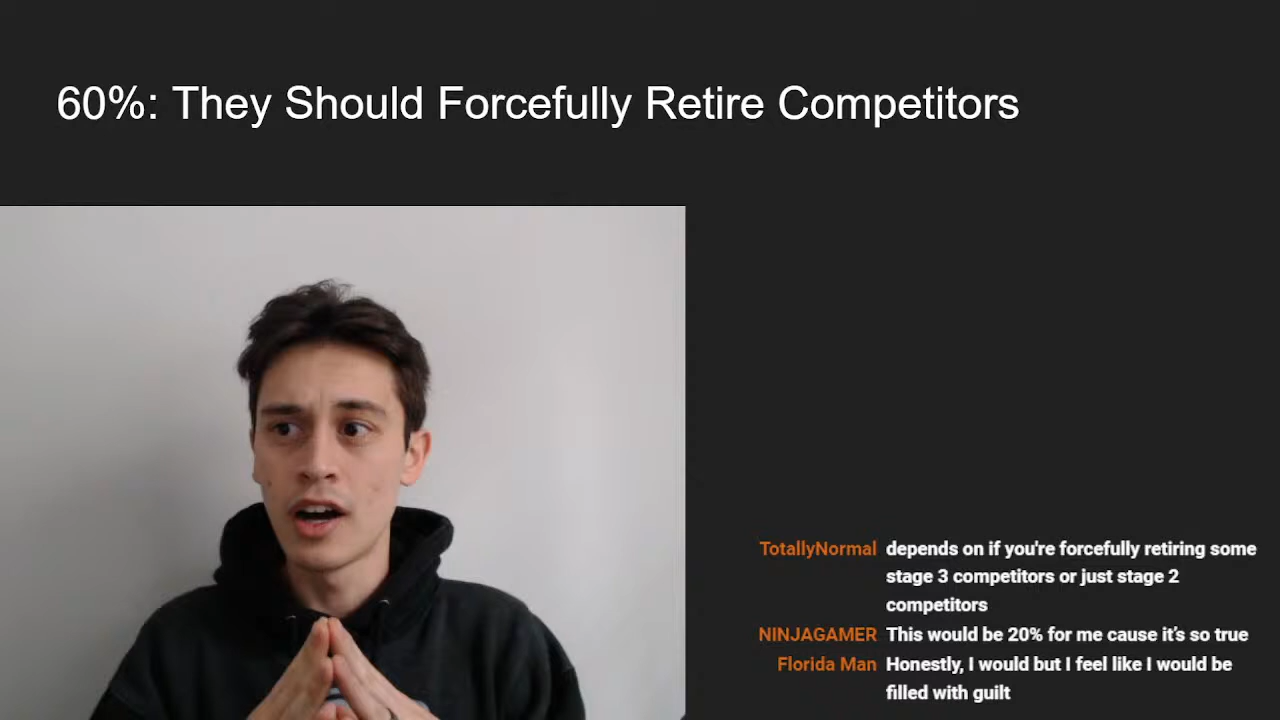 60%: They Should Forcefully Retire Competitors
TotallyNormal depends on if you're forcefully retiring some
stage 3 competitors or just stage 2
competitors
NINJAGAMER This would be 20% for me cause it's so true
Florida Man Honestly, I would but I feel like I would be
filled with guilt